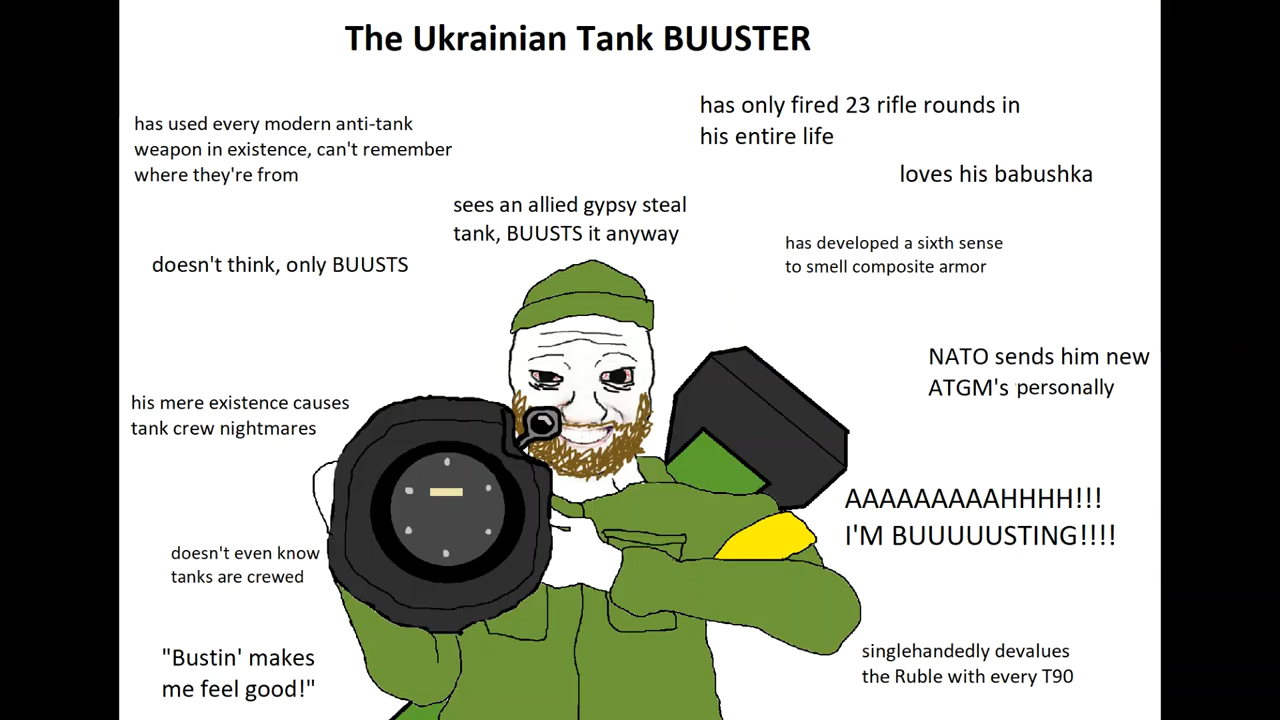 The Ukrainian Tank BUUSTER
has used every modern anti-tank
weapon in existence, can't remember
where they're from
has only fired 23 rifle rounds in
his entire life
loves his babushka
sees an allied gypsy steal
tank, BUUSTS it anyway
doesn't think, only BUUSTS
has developed a sixth sense
to smell composite armor
NATO sends him new
ATGM's personally
his mere existence causes
tank crew nightmares
AAAAAAAAAHHHH!!!
I'M BUUUUUSTING!!!!
doesn't even know
tanks are crewed
"Bustin' makes
me feel good!"
singlehandedly devalues
the Ruble with every T90